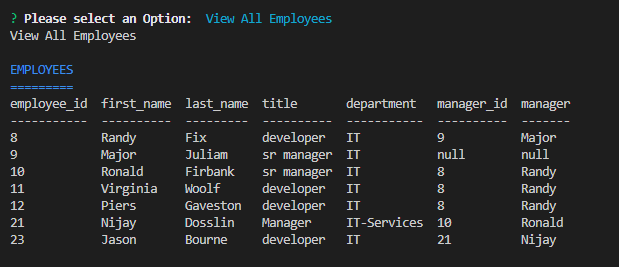 ? Please select an Option:  View All Employees
View All Employees

EMPLOYEES
=========
employee_id  first_name  last_name  title       department   manager_id  manager
-----------  ----------  ---------  ----------  -----------  ----------  -------
8            Randy       Fix        developer   IT           9           Major
9            Major       Juliam     sr manager  IT           null        null
10           Ronald      Firbank    sr manager  IT           8           Randy
11           Virginia    Woolf      developer   IT           8           Randy
12           Piers       Gaveston   developer   IT           8           Randy
21           Nijay       Dosslin    Manager     IT-Services  10          Ronald
23           Jason       Bourne     developer   IT           21          Nijay